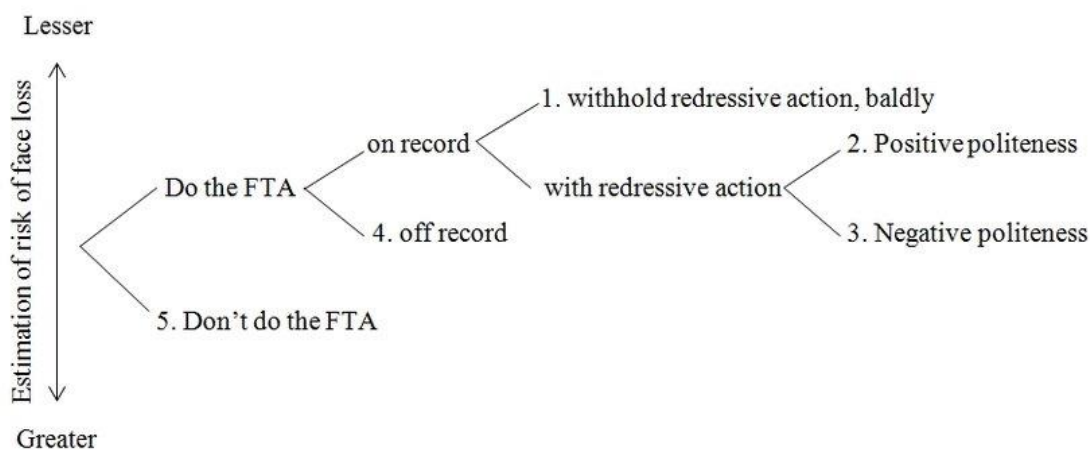 Lesser
Estimation of risk of face loss
1. withhold redressive action, baldly
on record
2. Positive politeness
Do the FTA
with redressive action
4. off record
3. Negative politeness
5. Don’t do the FTA
Greater